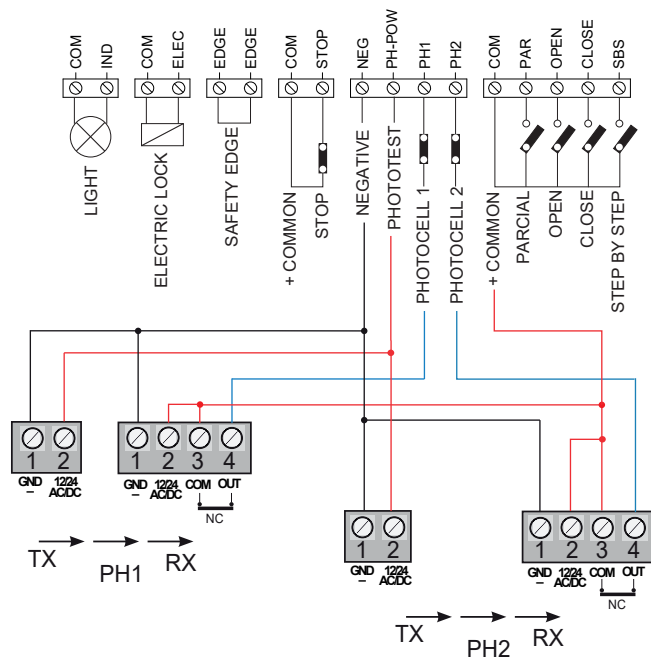 COM IND COM ELEC EDGE EDGE COM STOP NEG PH-POW PH1 PH2 COM PAR OPEN CLOSE SBS
LIGHT
ELECTRIC LOCK
SAFETY EDGE
+ COMMON
STOP
NEGATIVE
PHOTOTEST
PHOTOCELL 1
PHOTOCELL 2
+ COMMON
PARCIAL
OPEN
CLOSE
STEP BY STEP
1 2
GND 12/24
– AC/DC
1 2 3 4
GND 12/24 COM OUT
– AC/DC
NC
TX PH1 RX
1 2
GND 12/24
– AC/DC
1 2 3 4
GND 12/24 COM OUT
– AC/DC
NC
TX PH2 RX